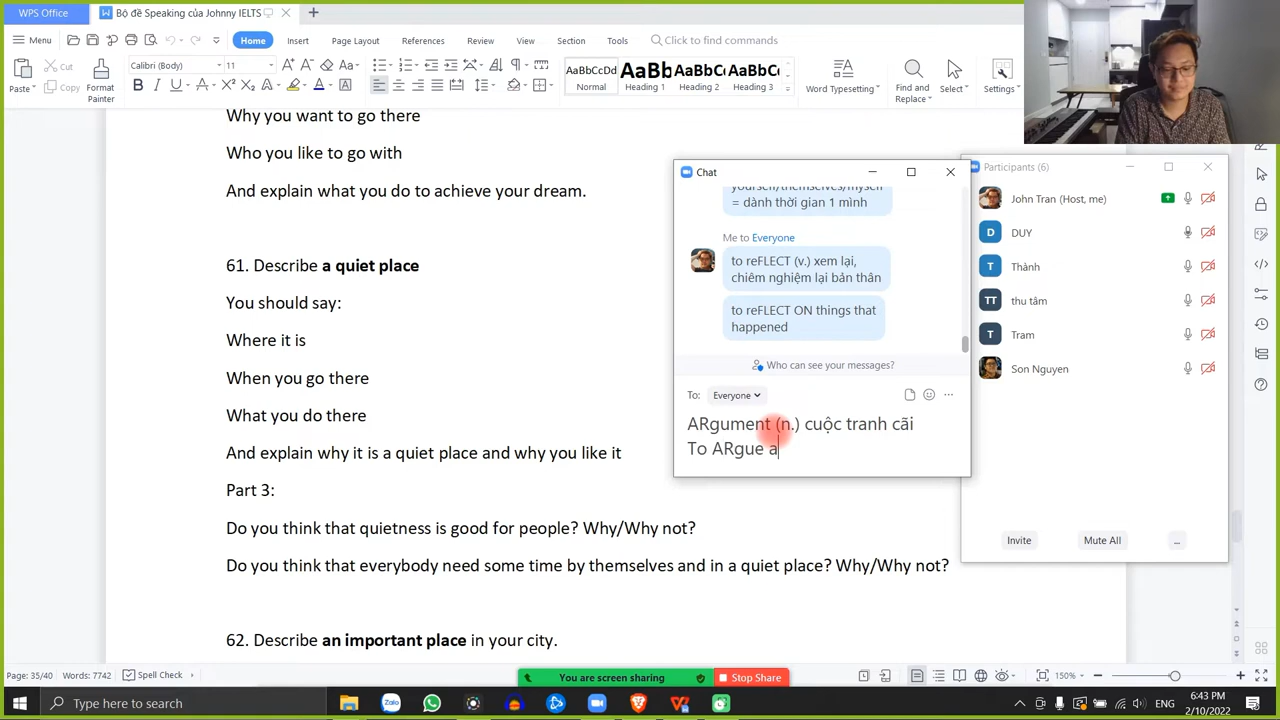 WPS Office
Bộ đề Speaking của Johnny IELTS
Menu
Home
Insert
Page Layout
References
Review
View
Section
Tools
Click to find commands
Paste
Cut
Copy
Format
Painter
Calibri (Body)
11
AaBbCcDd
Normal
AaBb
Heading 1
AaBbC
Heading 2
AaBbC
Heading 3
Word Typesetting
Find and
Replace
Select
Settings
Why you want to go there
Who you like to go with
And explain what you do to achieve your dream.
61. Describe a quiet place
You should say:
Where it is
When you go there
What you do there
And explain why it is a quiet place and why you like it
Part 3:
Do you think that quietness is good for people? Why/Why not?
Do you think that everybody need some time by themselves and in a quiet place? Why/Why not?
62. Describe an important place in your city.
Chat
yourself/themselves/myself
= dành thời gian 1 mình
Me to Everyone
to reFLECT (v.) xem lại,
chiêm nghiệm lại bản thân
to reFLECT ON things that
happened
Who can see your messages?
To: Everyone
ARgument (n.) cuộc tranh cãi
To ARgue a
Participants (6)
John Tran (Host, me)
D DUY
T Thành
TT thu tâm
T Tram
Son Nguyen
Invite
Mute All
...
Page: 35/40
Words: 7742
Spell Check
You are screen sharing
Stop Share
150%
Type here to search
Zalo
ENG
6:43 PM
2/10/2022